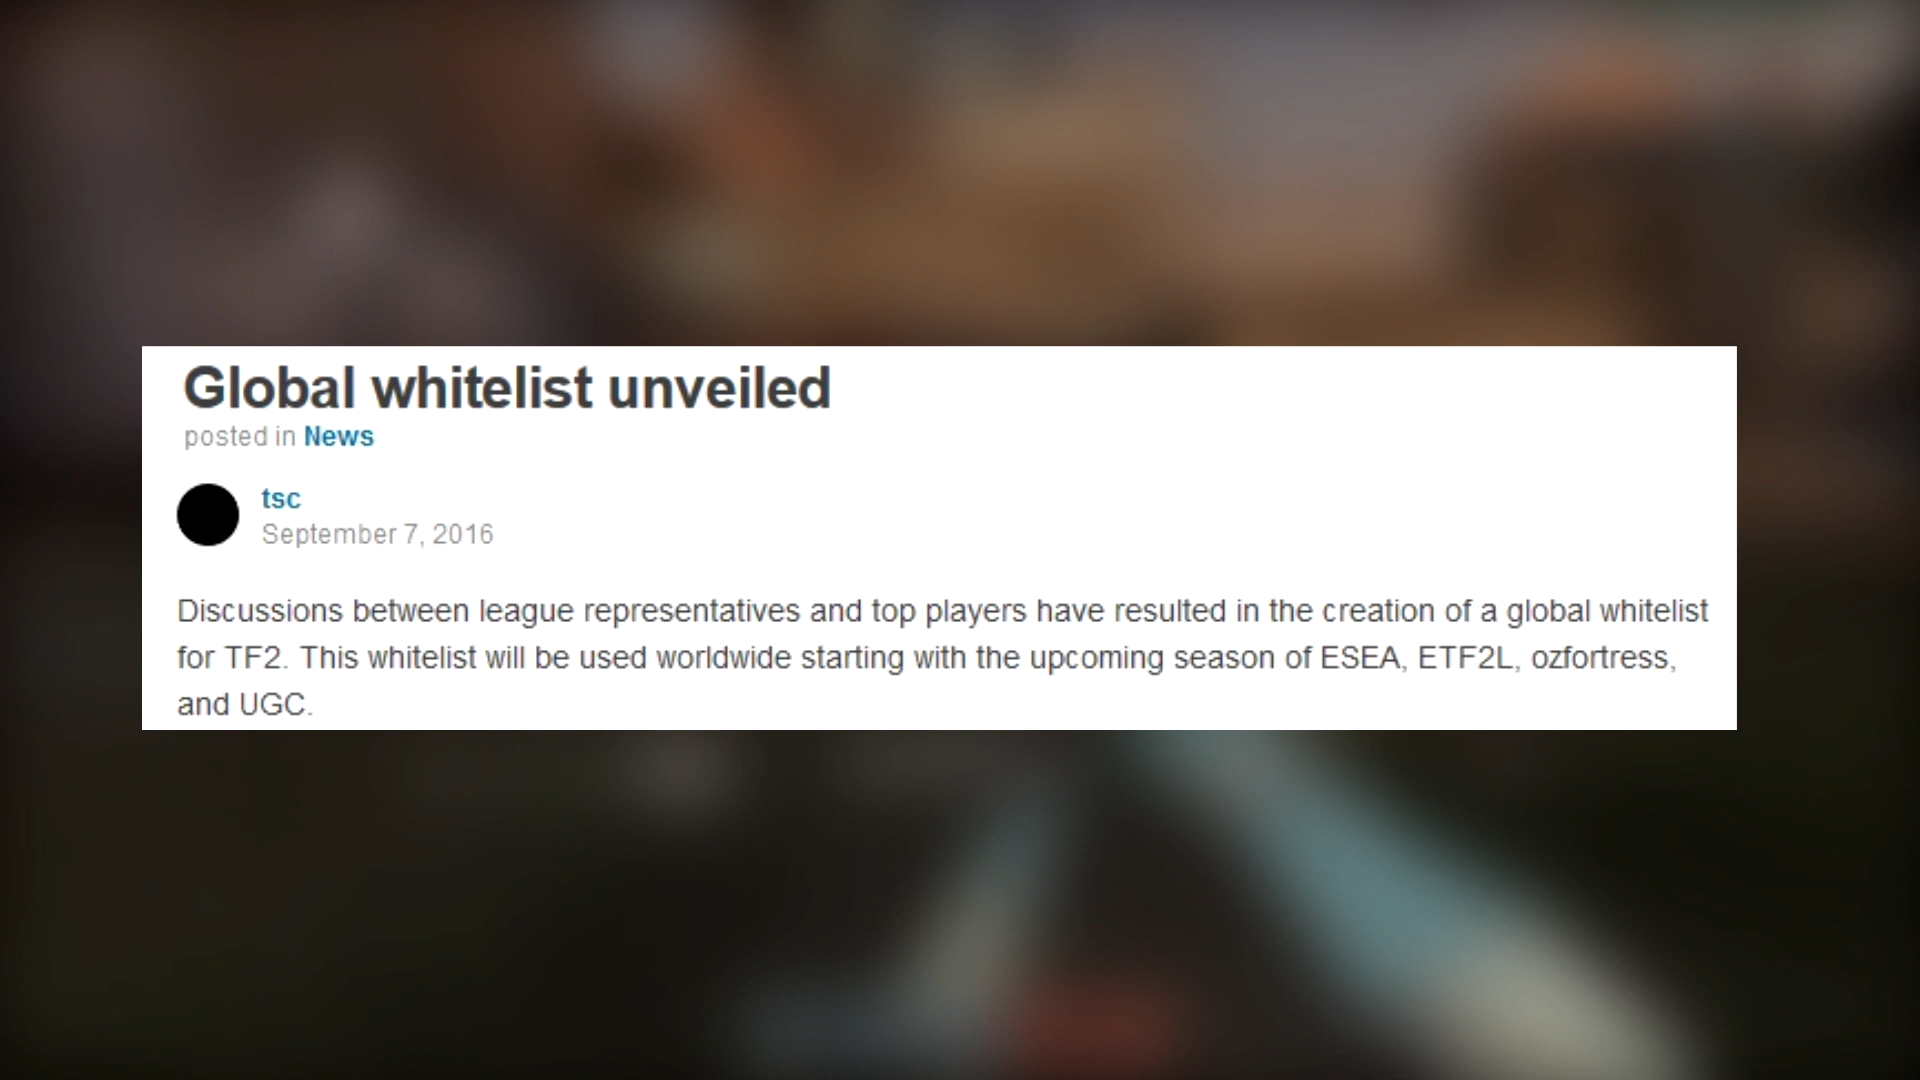 Global whitelist unveiled
posted in News
tsc
September 7, 2016
Discussions between league representatives and top players have resulted in the creation of a global whitelist
for TF2. This whitelist will be used worldwide starting with the upcoming season of ESEA, ETF2L, ozfortress,
and UGC.